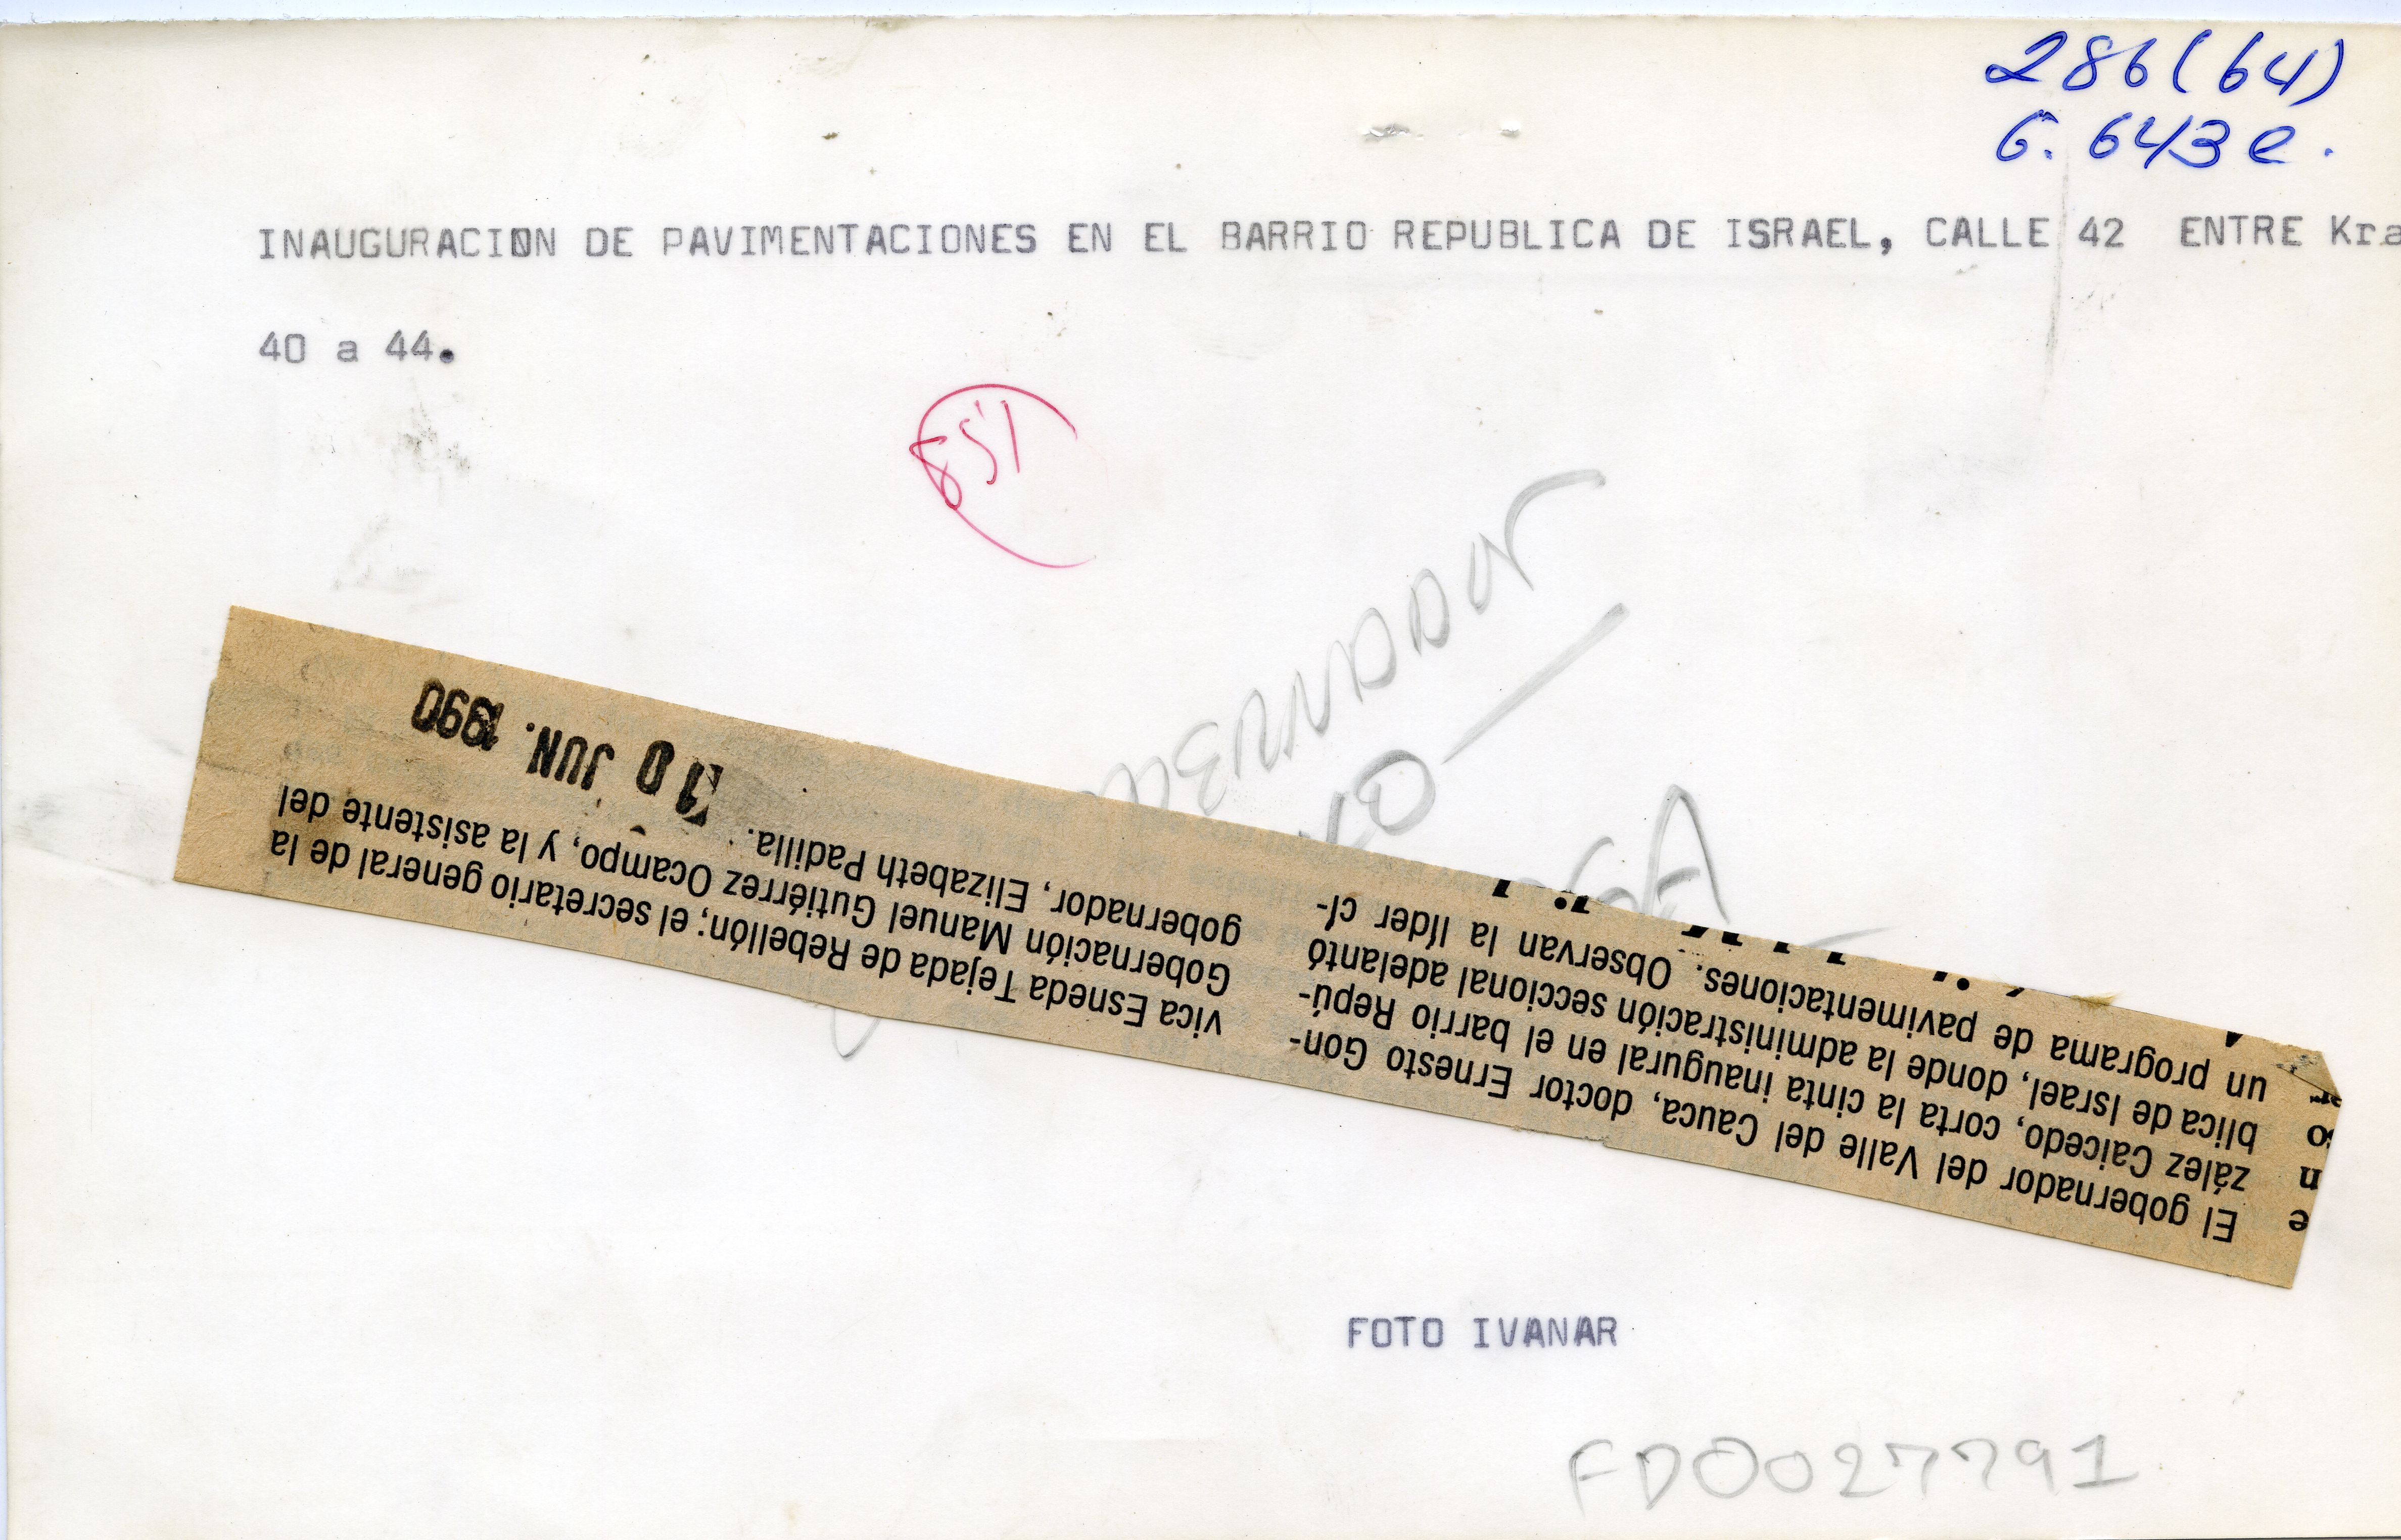 286(64)
G. 643e.
INAUGURACION DE PAVIMENTACIONES EN EL BARRIO REPUBLICA DE ISRAEL, CALLE 42 ENTRE Kra
40 a 44.
GOBERNADOR
El gobernador del Valle del Cauca, doctor Ernesto Gon-
zález Caicedo, corta la cinta inaugural en el barrio Repú-
blica de Israel, donde la administración seccional adelantó
un programa de pavimentaciones. Observan la líder cí-
vica Esneda Tejada de Rebellón; el secretario general de la
Gobernación Manuel Gutiérrez Ocampo, y la asistente del
gobernador, Elizabeth Padilla.
10 JUN. 1990
FOTO IVANAR
FD0027791